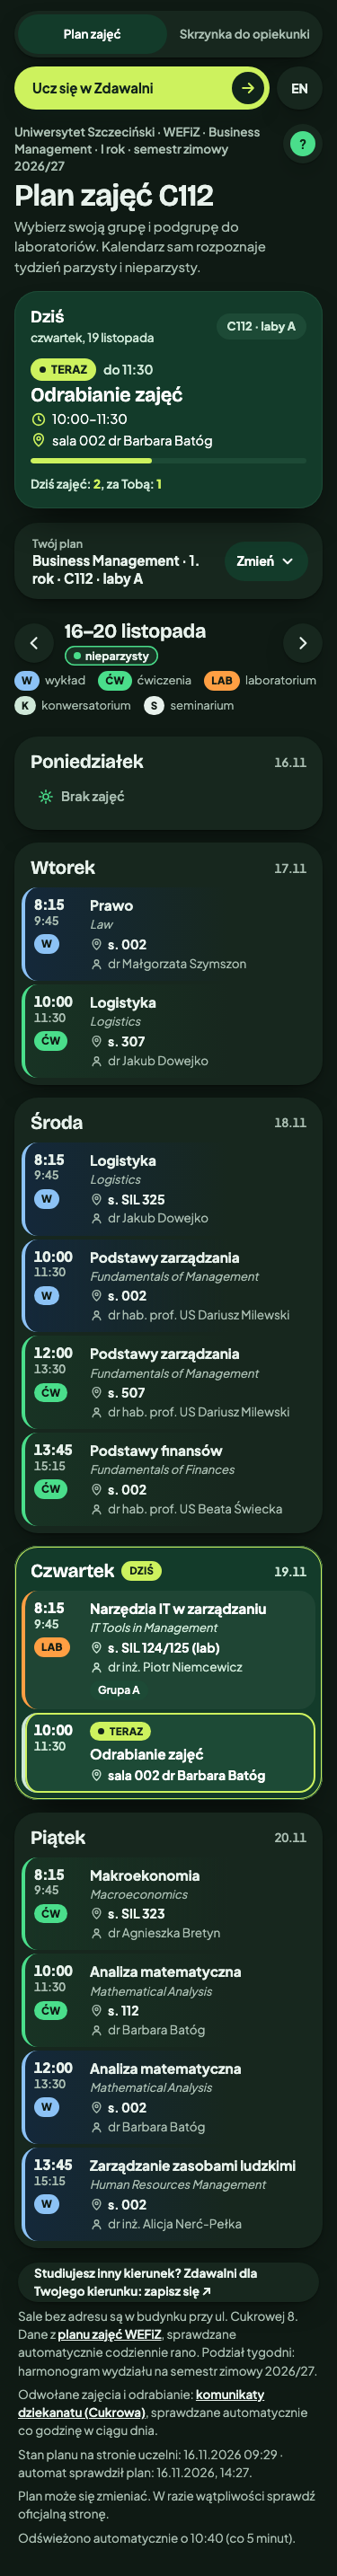 Plan zajęć
Skrzynka do opiekunki
Ucz się w Zdawalni
EN
Uniwersytet Szczeciński · WEFiZ · Business
Management · I rok · semestr zimowy
2026/27
?
Plan zajęć C112
Wybierz swoją grupę i podgrupę do
laboratoriów. Kalendarz sam rozpoznaje
tydzień parzysty i nieparzysty.
Dziś
czwartek, 19 listopada
C112 · laby A
TERAZ do 11:30
Odrabianie zajęć
10:00–11:30
sala 002 dr Barbara Batóg
Dziś zajęć: 2, za Tobą: 1
Twój plan
Business Management · 1.
rok · C112 · laby A
Zmień
16–20 listopada
nieparzysty
W wykład ĆW ćwiczenia LAB laboratorium
K konwersatorium S seminarium
Poniedziałek 16.11
Brak zajęć
Wtorek 17.11
8:15 Prawo
9:45 Law
W s. 002
dr Małgorzata Szymszon
10:00 Logistyka
11:30 Logistics
ĆW s. 307
dr Jakub Dowejko
Środa 18.11
8:15 Logistyka
9:45 Logistics
W s. SIL 325
dr Jakub Dowejko
10:00 Podstawy zarządzania
11:30 Fundamentals of Management
W s. 002
dr hab. prof. US Dariusz Milewski
12:00 Podstawy zarządzania
13:30 Fundamentals of Management
ĆW s. 507
dr hab. prof. US Dariusz Milewski
13:45 Podstawy finansów
15:15 Fundamentals of Finances
ĆW s. 002
dr hab. prof. US Beata Świecka
Czwartek DZIŚ 19.11
8:15 Narzędzia IT w zarządzaniu
9:45 IT Tools in Management
LAB s. SIL 124/125 (lab)
dr inż. Piotr Niemcewicz
Grupa A
10:00 TERAZ
11:30 Odrabianie zajęć
sala 002 dr Barbara Batóg
Piątek 20.11
8:15 Makroekonomia
9:45 Macroeconomics
ĆW s. SIL 323
dr Agnieszka Bretyn
10:00 Analiza matematyczna
11:30 Mathematical Analysis
ĆW s. 112
dr Barbara Batóg
12:00 Analiza matematyczna
13:30 Mathematical Analysis
W s. 002
dr Barbara Batóg
13:45 Zarządzanie zasobami ludzkimi
15:15 Human Resources Management
W s. 002
dr inż. Alicja Nerć-Pełka
Studiujesz inny kierunek? Zdawalni dla
Twojego kierunku: zapisz się ↗
Sale bez adresu są w budynku przy ul. Cukrowej 8.
Dane z planu zajęć WEFiZ, sprawdzane
automatycznie codziennie rano. Podział tygodni:
harmonogram wydziału na semestr zimowy 2026/27.
Odwołane zajęcia i odrabianie: komunikaty
dziekanatu (Cukrowa), sprawdzane automatycznie
co godzinę w ciągu dnia.
Stan planu na stronie uczelni: 16.11.2026 09:29 ·
automat sprawdził plan: 16.11.2026, 14:27.
Plan może się zmieniać. W razie wątpliwości sprawdź
oficjalną stronę.
Odświeżono automatycznie o 10:40 (co 5 minut).